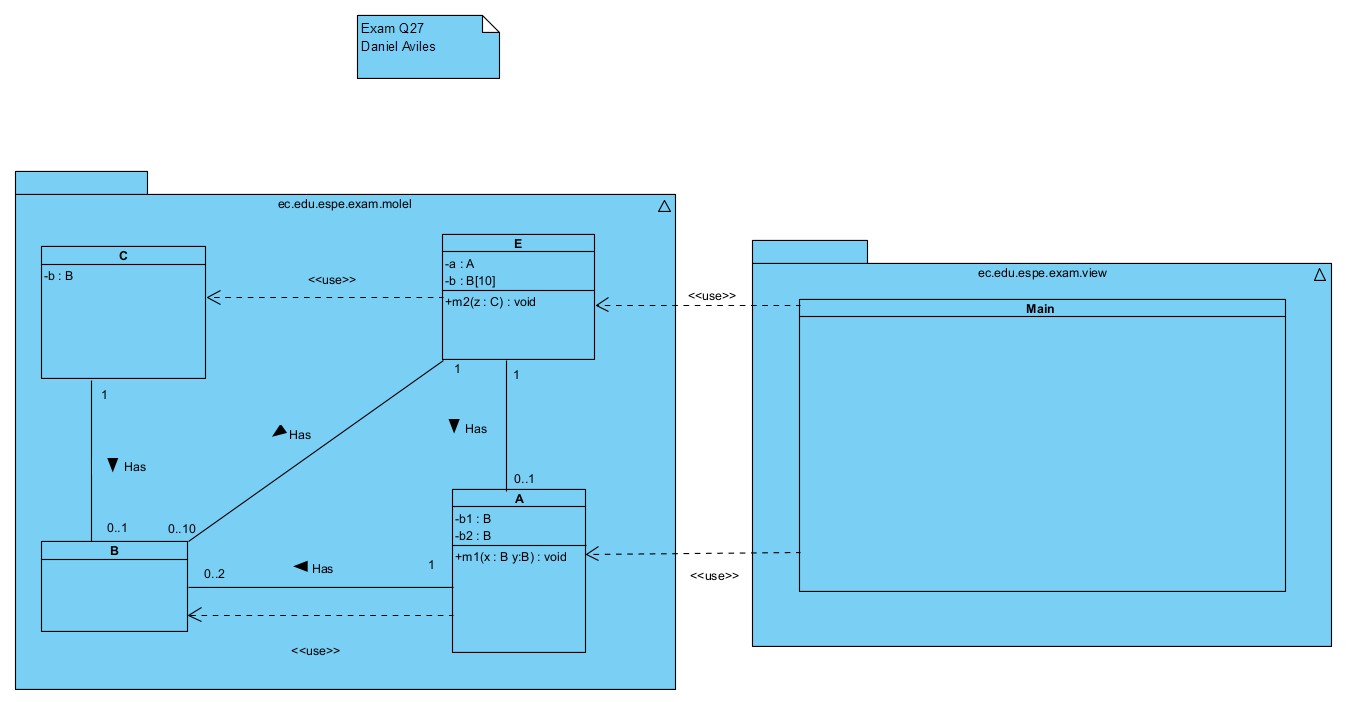 Exam Q27
Daniel Aviles
ec.edu.espe.exam.molel
C
-b : B
<<use>>
E
-a : A
-b : B[10]
+m2(z : C) : void
1
Has
0..1
1
Has
0..10
1
Has
0..1
B
A
-b1 : B
-b2 : B
+m1(x : B y:B) : void
0..2
Has
1
<<use>>
<<use>>
<<use>>
ec.edu.espe.exam.view
Main